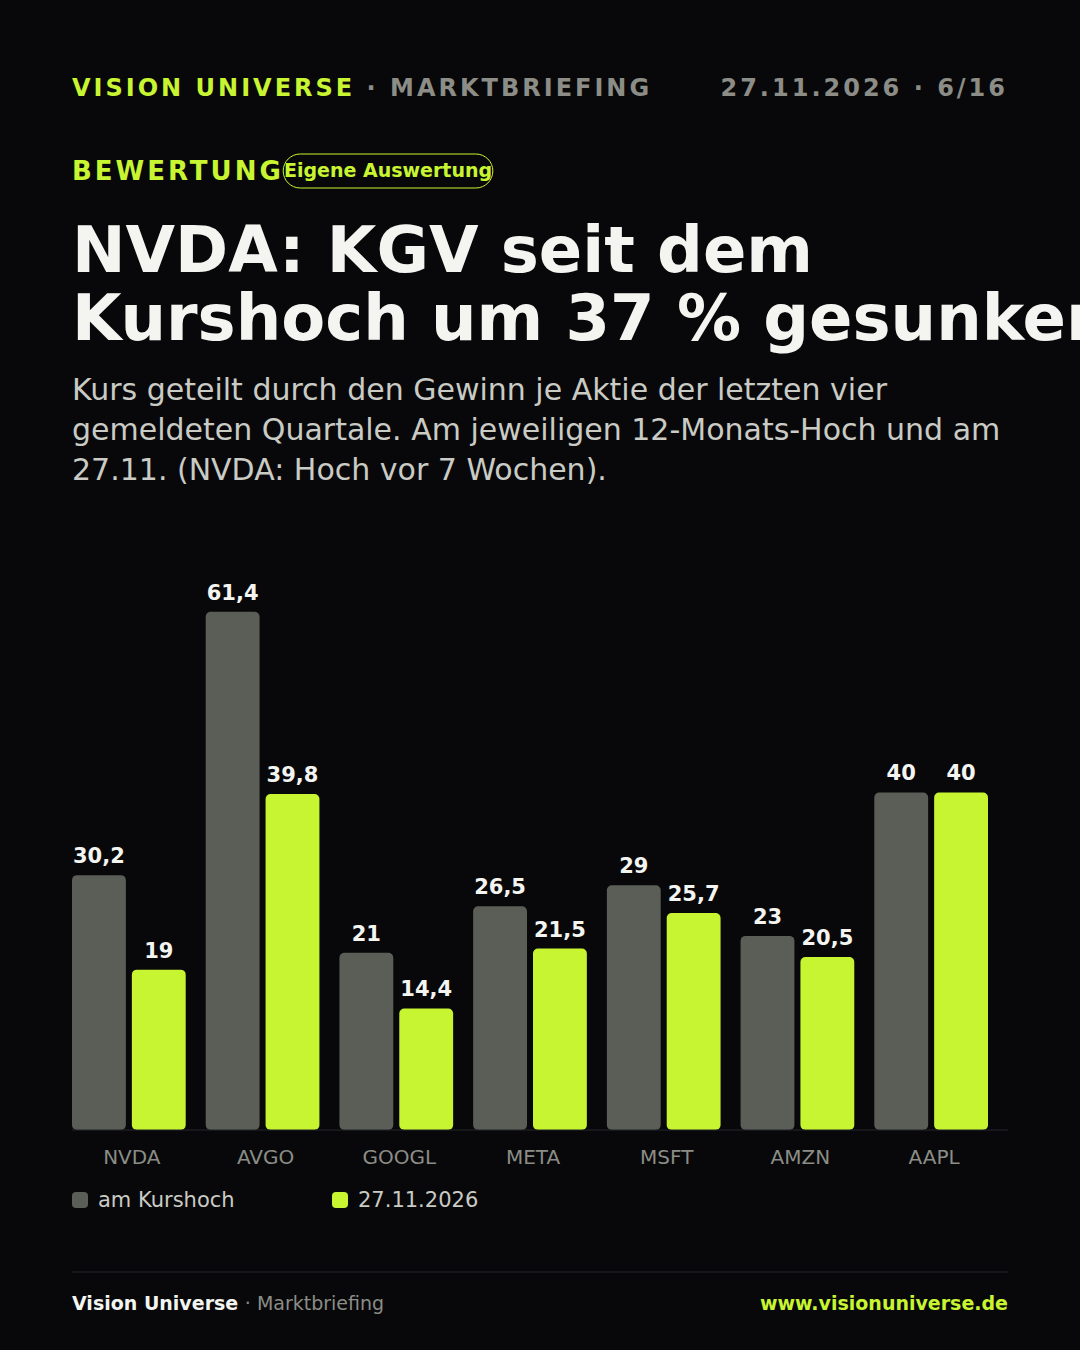 VISION UNIVERSE · MARKTBRIEFING 27.11.2026 · 6/16
BEWERTUNG Eigene Auswertung
NVDA: KGV seit dem
Kurshoch um 37 % gesunken
Kurs geteilt durch den Gewinn je Aktie der letzten vier
gemeldeten Quartale. Am jeweiligen 12-Monats-Hoch und am
27.11. (NVDA: Hoch vor 7 Wochen).
61,4
39,8
40 40
30,2
29
26,5
25,7
23
21,5
20,5
21
19
14,4
NVDA AVGO GOOGL META MSFT AMZN AAPL
am Kurshoch 27.11.2026
Vision Universe · Marktbriefing www.visionuniverse.de